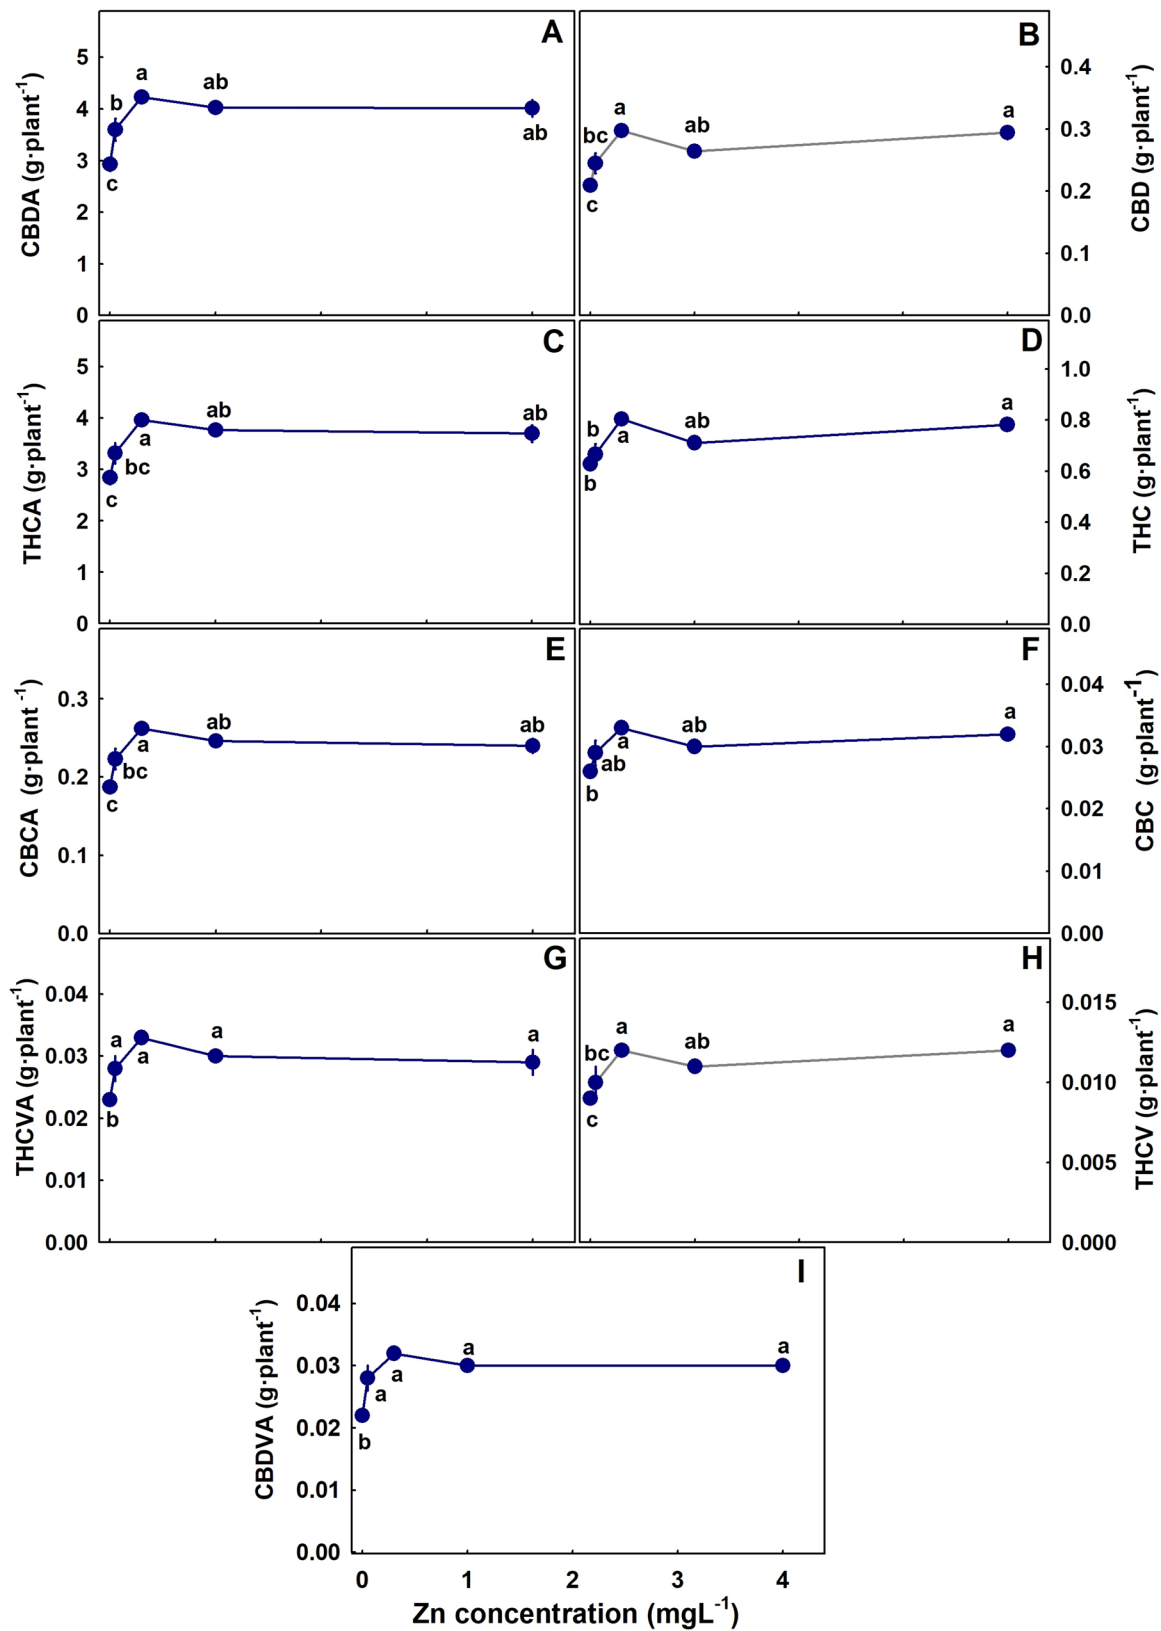 A
5
4
3
2
1
0
CBDA (g·plant-1)
c
b
a
ab
ab
B
0.4
0.3
0.2
0.1
0.0
CBD (g·plant-1)
c
bc
a
ab
a
C
5
4
3
2
1
0
THCA (g·plant-1)
c
bc
a
ab
ab
D
1.0
0.8
0.6
0.4
0.2
0.0
THC (g·plant-1)
b
b
a
ab
a
E
0.3
0.2
0.1
0.0
CBCA (g·plant -1)
c
bc
a
ab
ab
F
0.04
0.03
0.02
0.01
0.00
CBC (g·plant-1)
b
ab
a
ab
a
G
0.04
0.03
0.02
0.01
0.00
THCVA (g·plant-1)
b
a
a
a
a
H
0.015
0.010
0.005
0.000
THCV (g·plant-1)
c
bc
a
ab
a
I
0.04
0.03
0.02
0.01
0.00
CBDVA (g·plant-1)
b
a
a
a
a
0 1 2 3 4
Zn concentration (mgL-1)